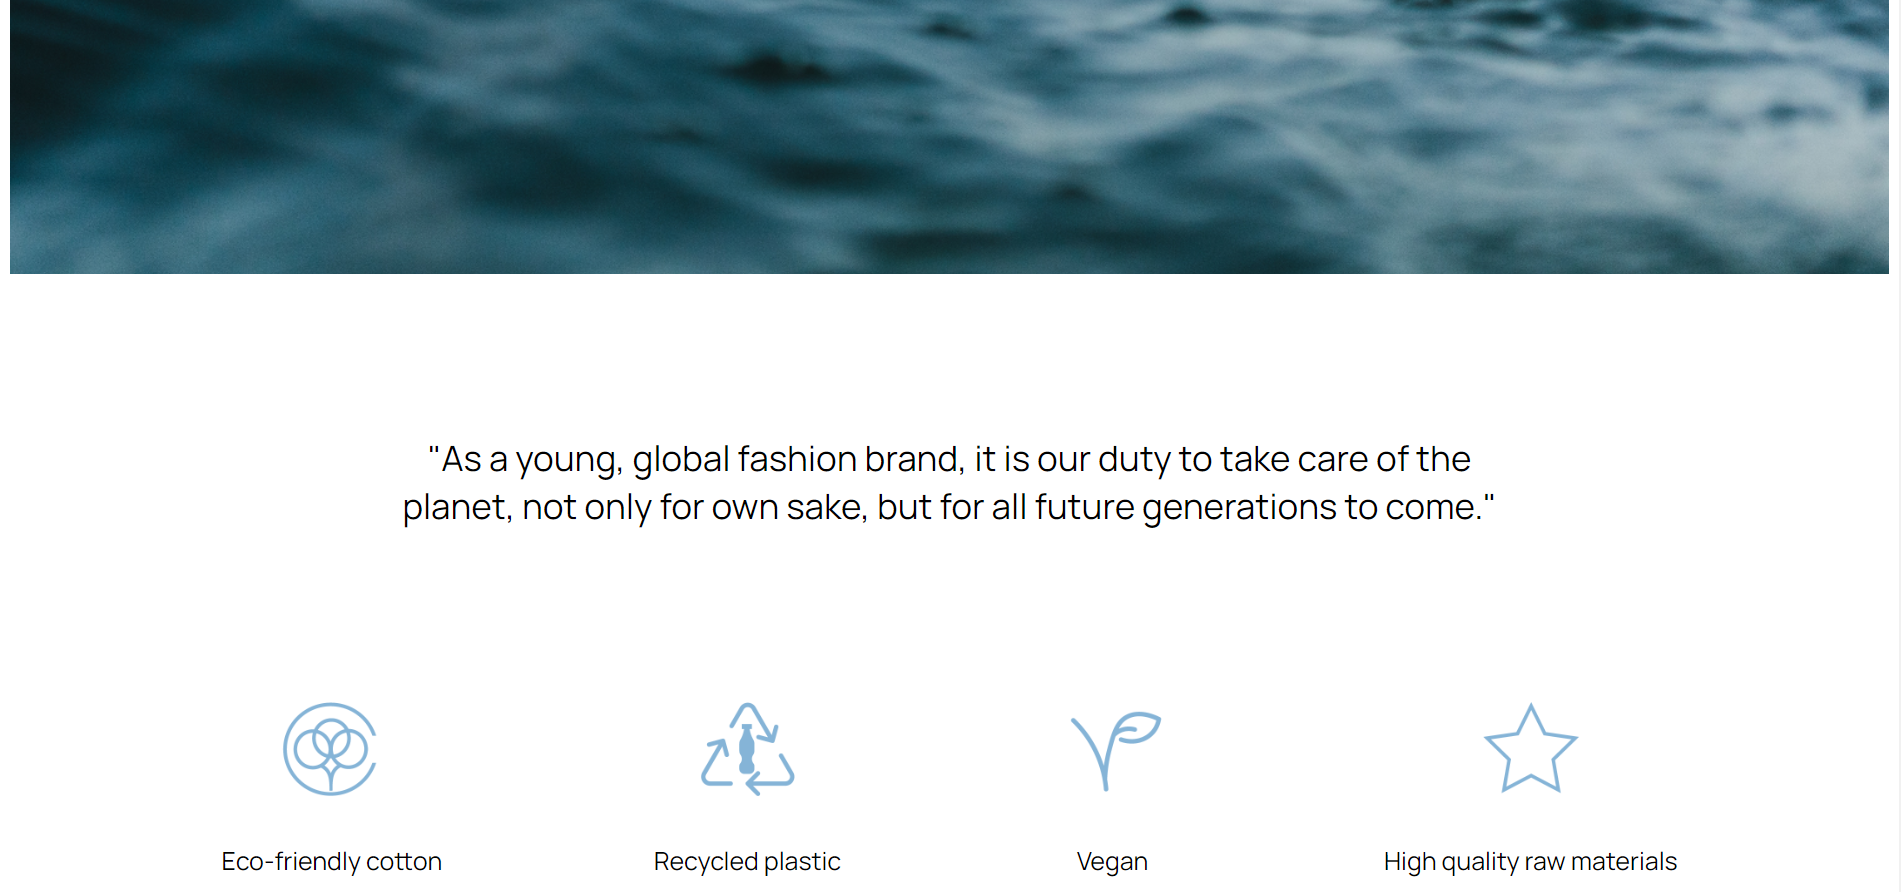 "As a young, global fashion brand, it is our duty to take care of the
planet, not only for own sake, but for all future generations to come."
Eco-friendly cotton
Recycled plastic
Vegan
High quality raw materials